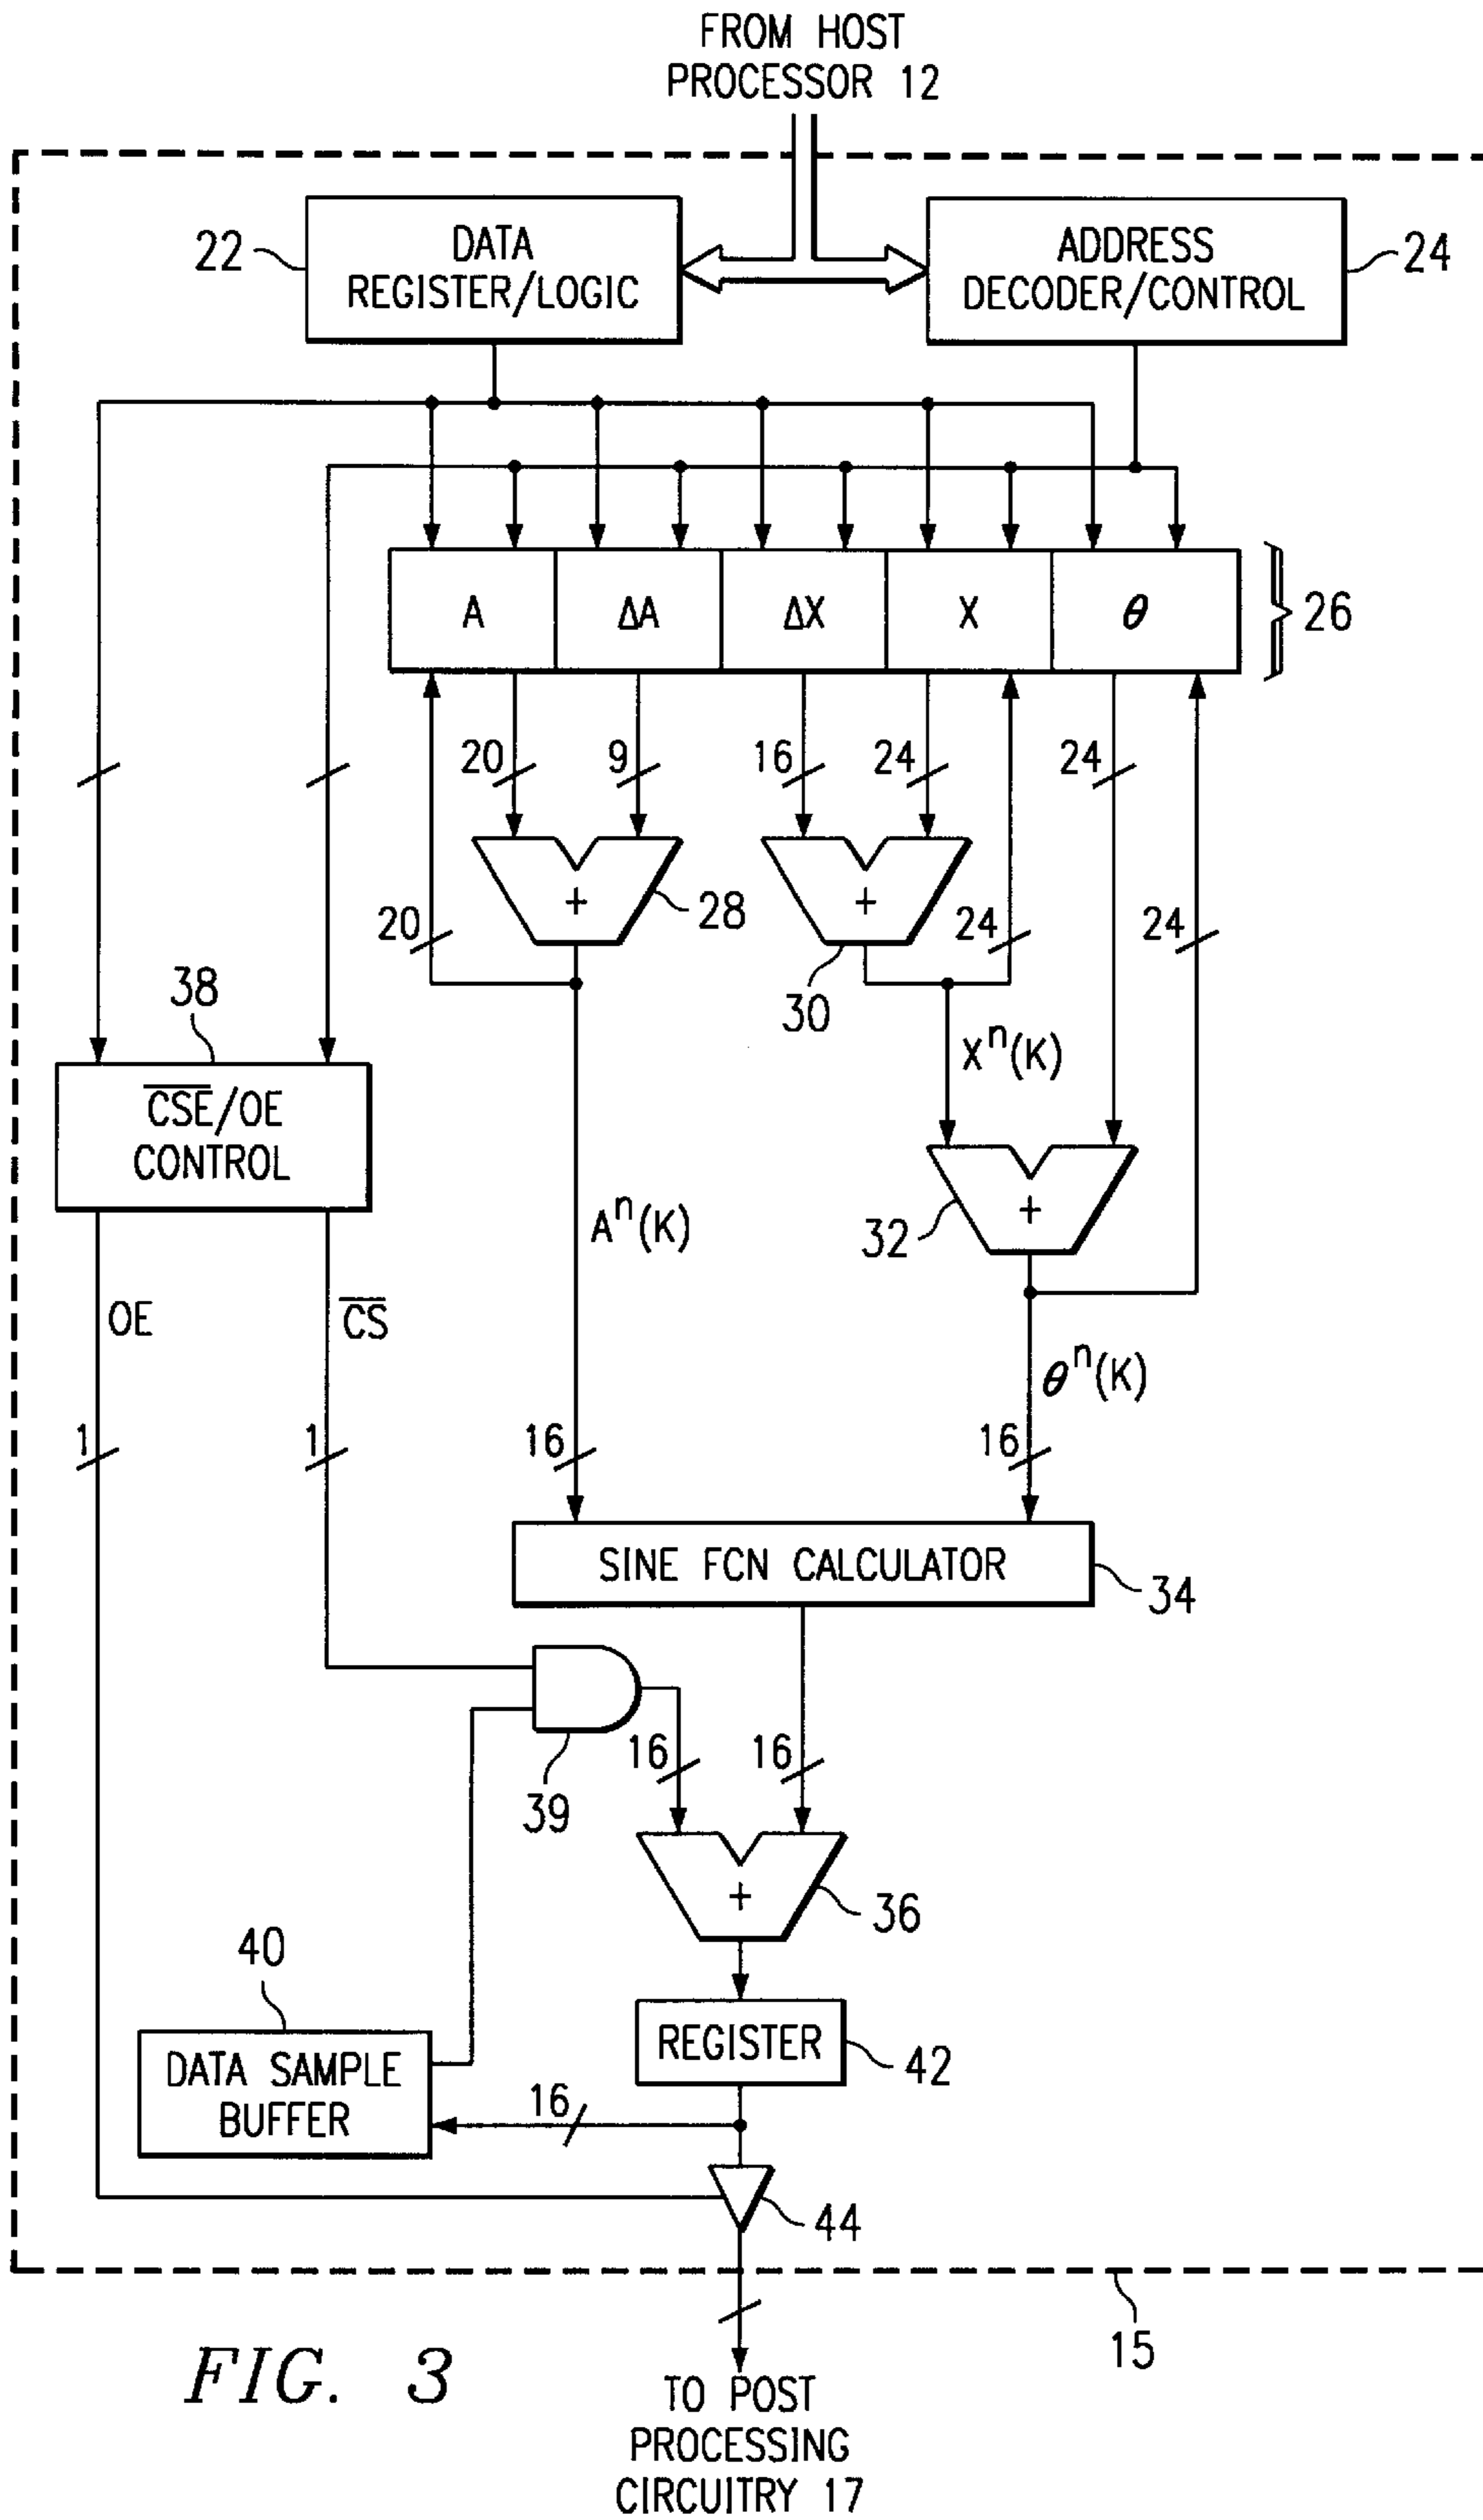 FROM HOST
PROCESSOR 12
22
DATA
REGISTER/LOGIC
ADDRESS
DECODER/CONTROL
24
A
ΔA
ΔX
X
θ
26
20
9
16
24
24
28
20
24
24
30
38
Xⁿ(K)
C̅S̅E̅/OE
CONTROL
Aⁿ(K)
32
OE
C̅S̅
θⁿ(K)
1
1
16
16
SINE FCN CALCULATOR
34
16
16
39
36
40
REGISTER
42
DATA SAMPLE
BUFFER
16
44
15
FIG. 3
TO POST
PROCESSING
CIRCUITRY 17